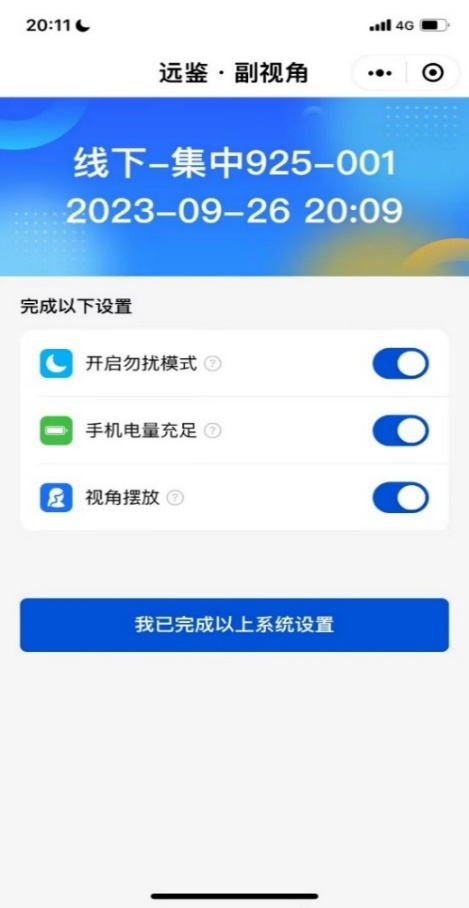 20:11
4G
远鉴·副视角
线下-集中925-001
2023-09-26 20:09
完成以下设置
开启勿扰模式 ?
手机电量充足 ?
视角摆放 ?
我已完成以上系统设置